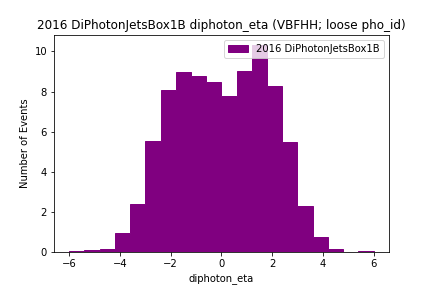 2016 DiPhotonJetsBox1B diphoton_eta (VBFHH; loose pho_id)
2016 DiPhotonJetsBox1B
10
8
6
4
2
0
Number of Events
−6 −4 −2 0 2 4 6
diphoton_eta